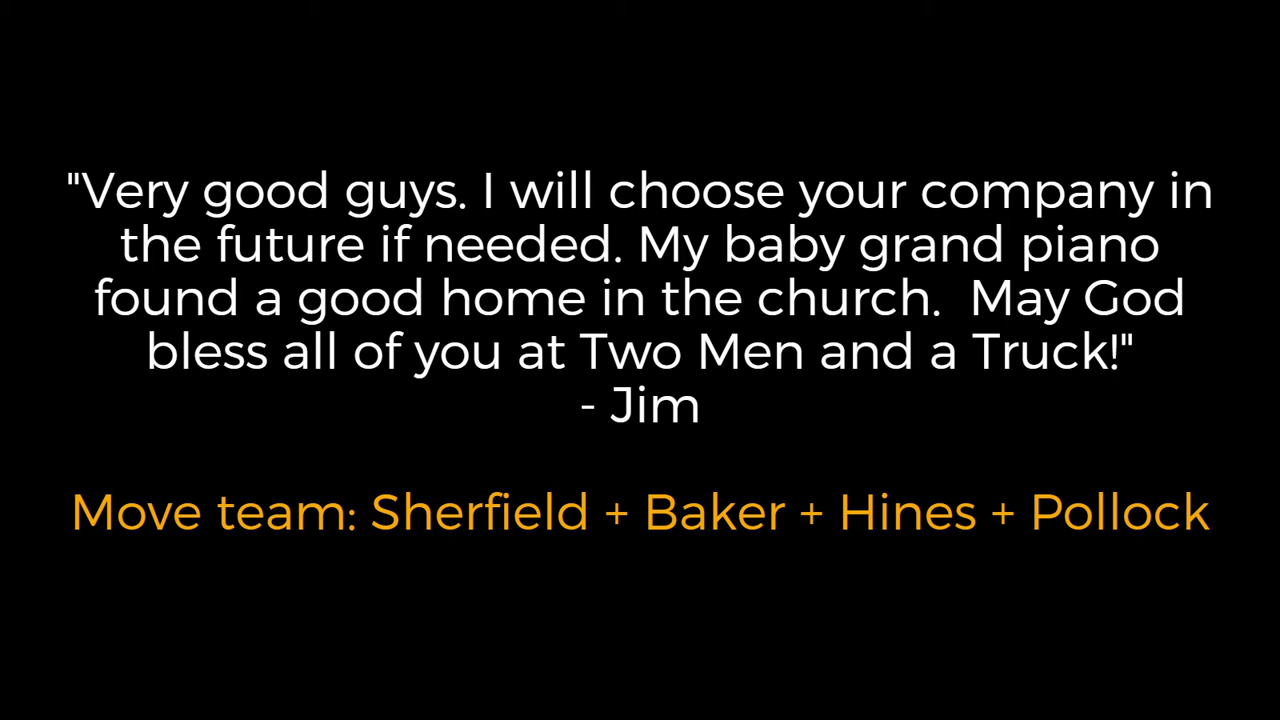 "Very good guys. I will choose your company in
the future if needed. My baby grand piano
found a good home in the church.  May God
bless all of you at Two Men and a Truck!"
- Jim
Move team: Sherfield + Baker + Hines + Pollock